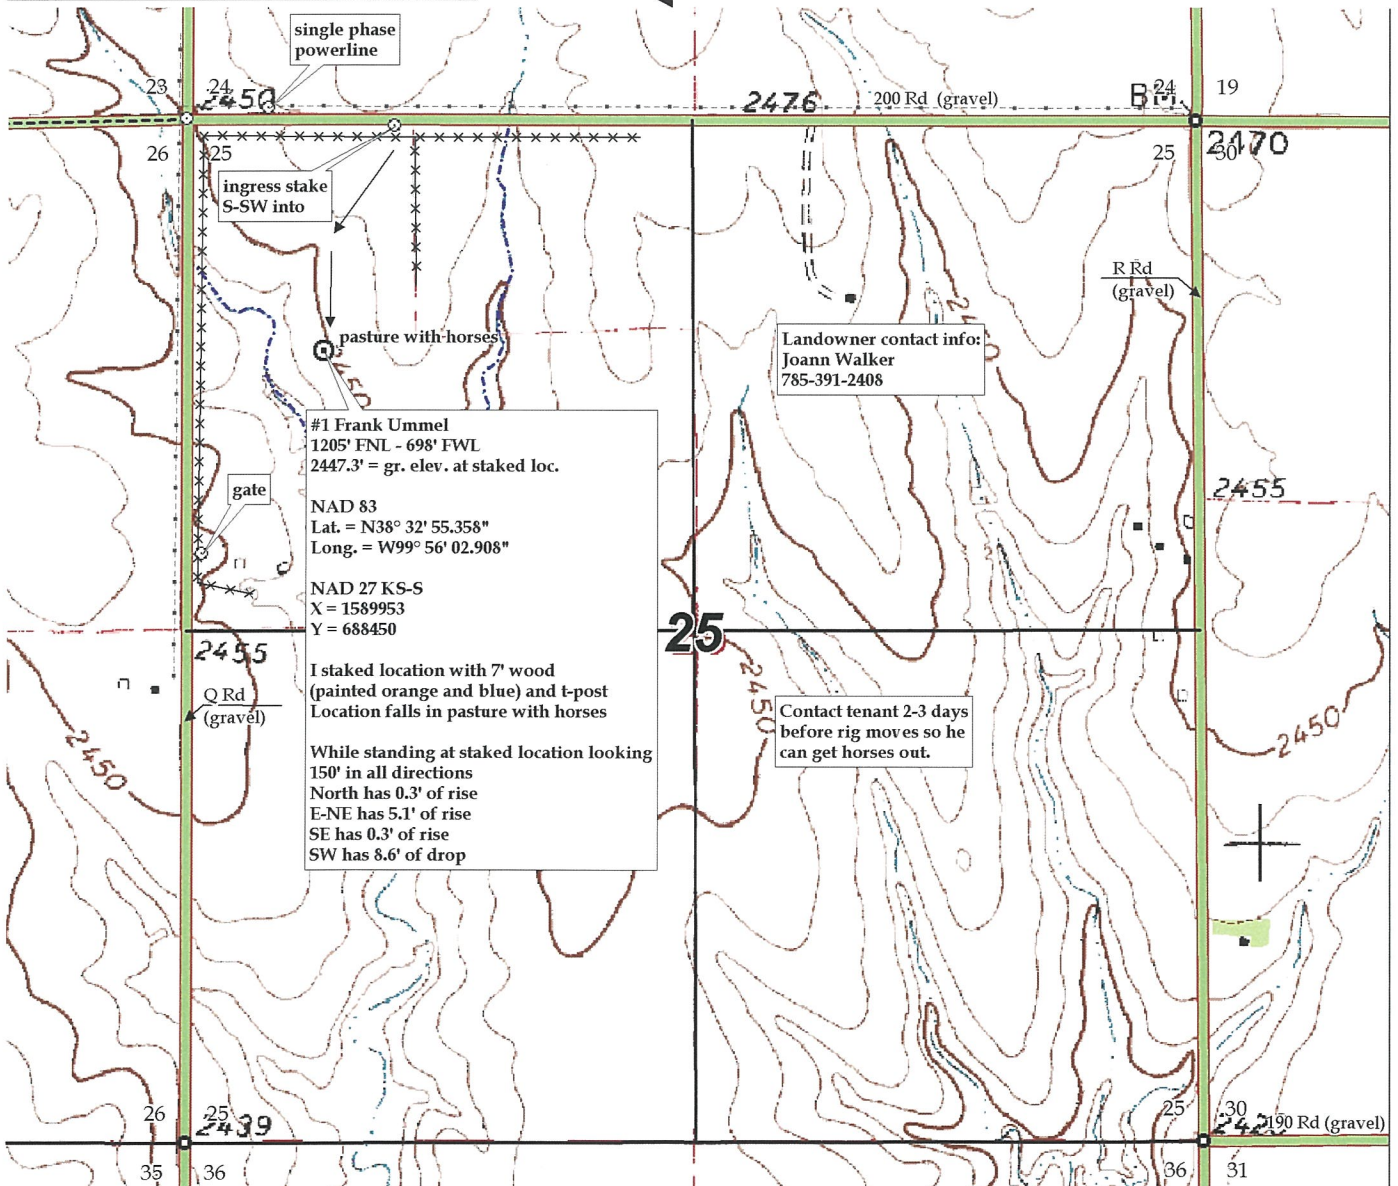 single phase
powerline
23
24
2450
2476
200 Rd (gravel)
B
24
19
26
25
25
30
2470
ingress stake
S-SW into
R Rd
(gravel)
pasture with horses
2450
Landowner contact info:
Joann Walker
785-391-2408
#1 Frank Ummel
1205' FNL - 698' FWL
2447.3' = gr. elev. at staked loc.
NAD 83
Lat. = N38° 32' 55.358"
Long. = W99° 56' 02.908"
NAD 27 KS-S
X = 1589953
Y = 688450
I staked location with 7' wood
(painted orange and blue) and t-post
Location falls in pasture with horses
While standing at staked location looking
150' in all directions
North has 0.3' of rise
E-NE has 5.1' of rise
SE has 0.3' of rise
SW has 8.6' of drop
gate
2455
25
2455
Q Rd
(gravel)
2450
2450
Contact tenant 2-3 days
before rig moves so he
can get horses out.
2450
26
25
2439
25
30
190 Rd (gravel)
35
36
36
31